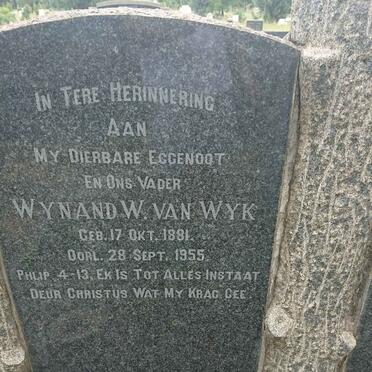 In Tere Herinnering
Aan
My Dierbare Eggenoot
En Ons Vader
Wynand W. van Wyk
Geb. 17 Okt. 1891.
Oorl. 28 Sept. 1955.
Philip. 4-13. Ek Is Tot Alles Instaat
Deur Christus Wat My Krag Gee.